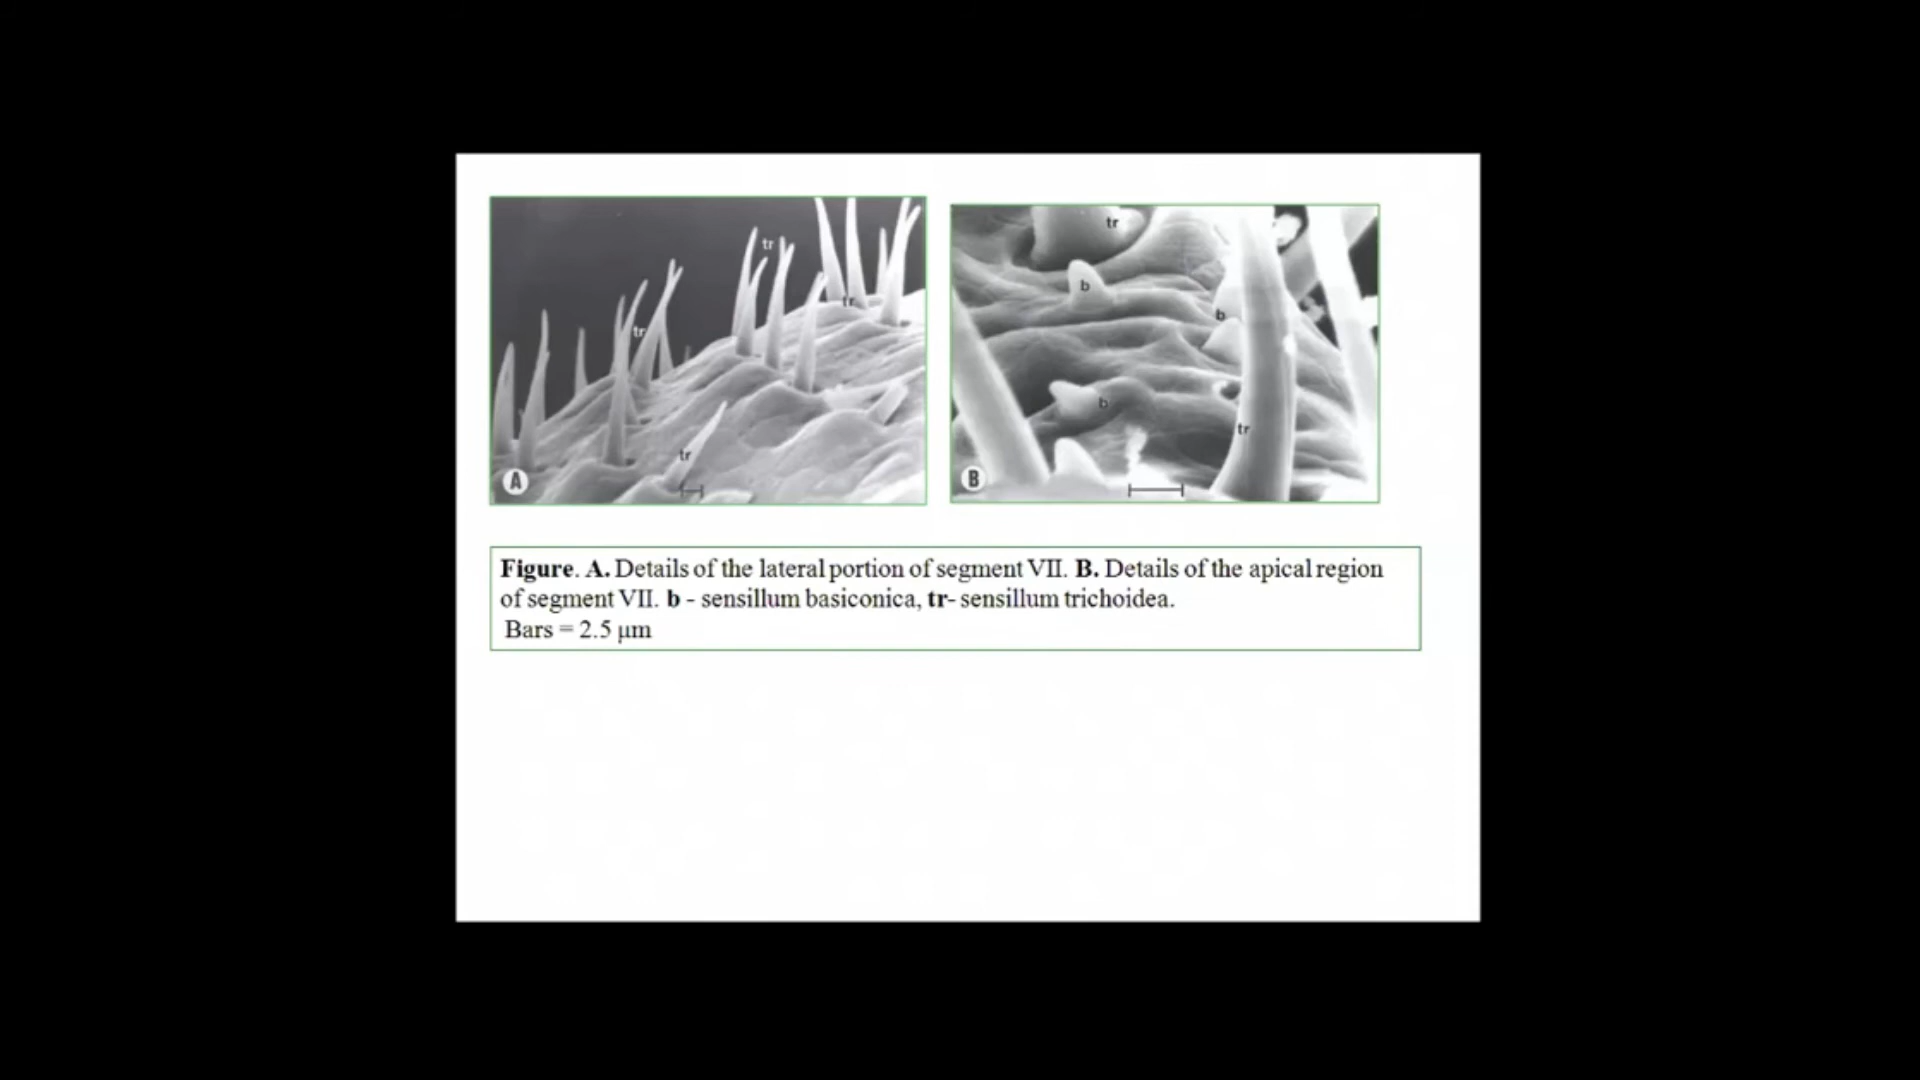 tr
tr
tr
tr
A
tr
b
b
b
tr
B
Figure. A. Details of the lateral portion of segment VII. B. Details of the apical region
of segment VII. b - sensillum basiconica, tr- sensillum trichoidea.
Bars = 2.5 µm